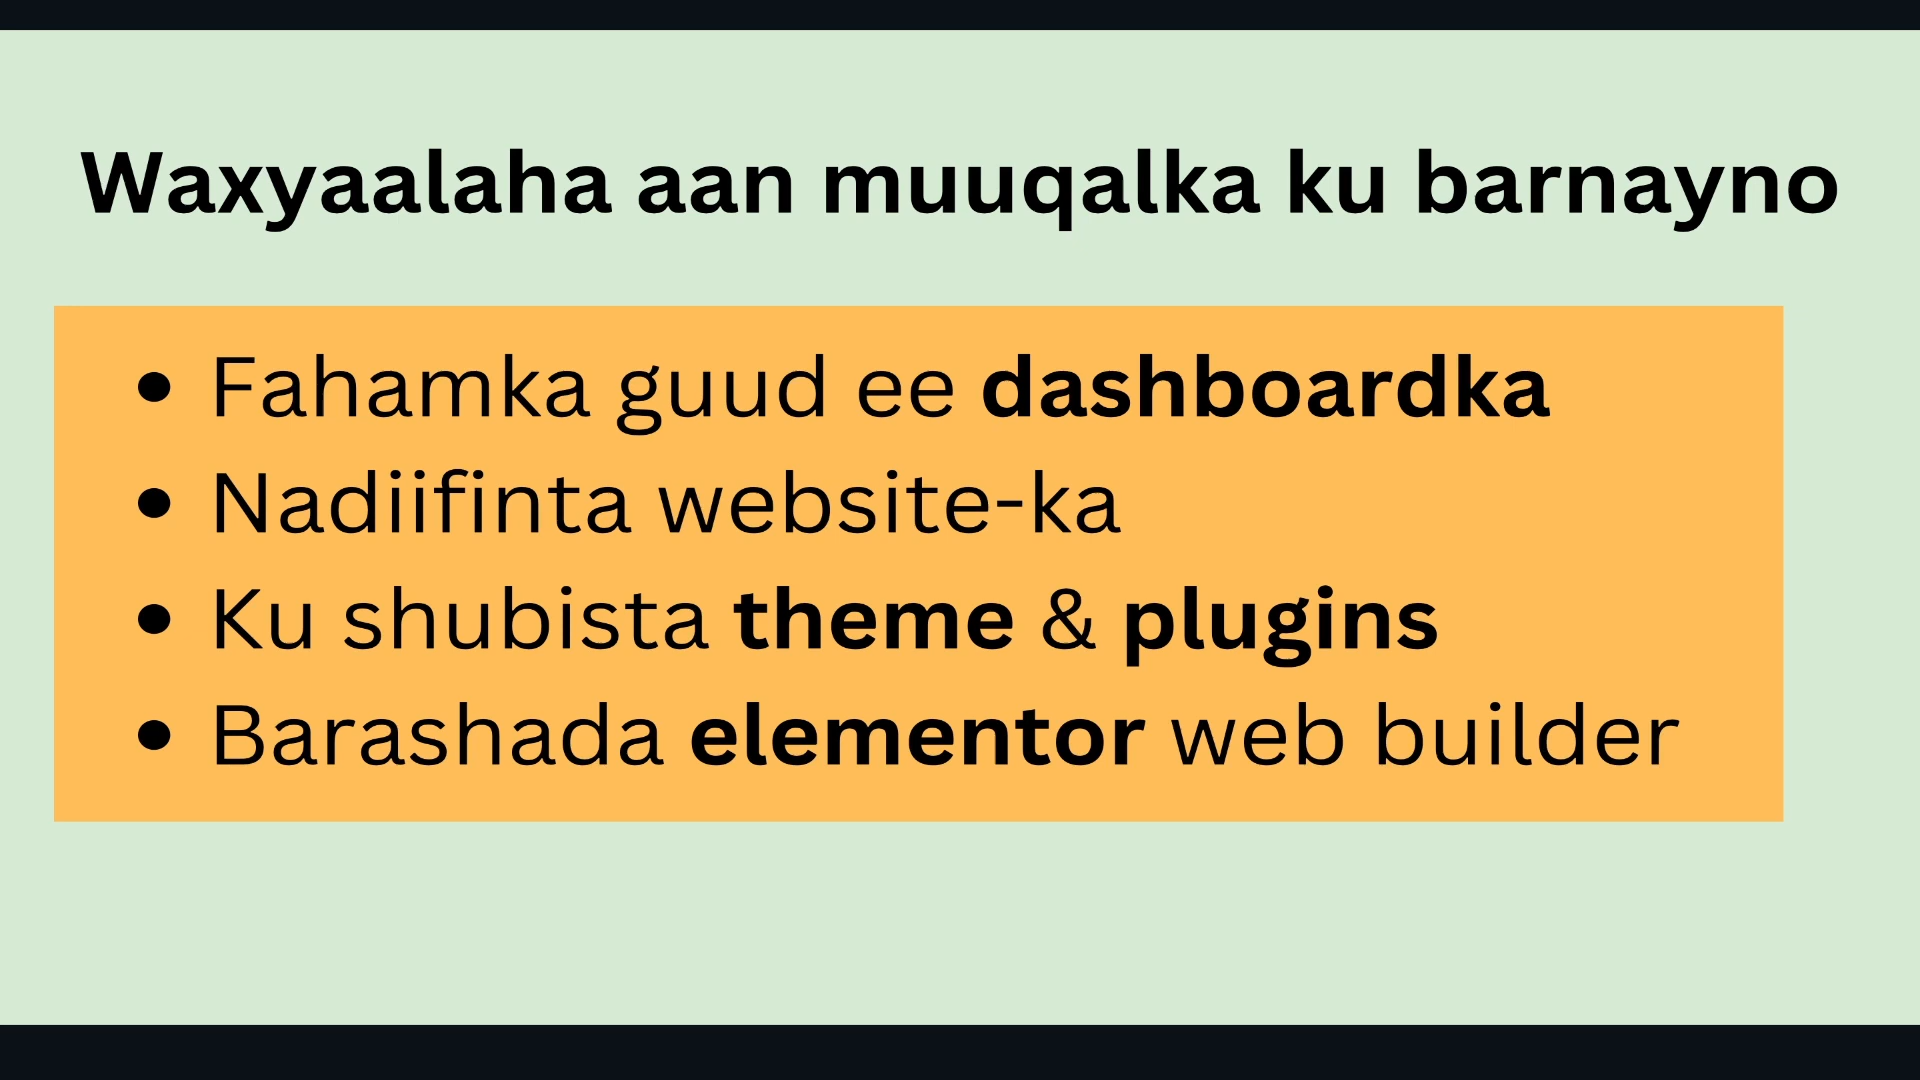 Waxyaalaha aan muuqalka ku barnayno
• Fahamka guud ee dashboardka
• Nadiifinta website-ka
• Ku shubista theme & plugins
• Barashada elementor web builder